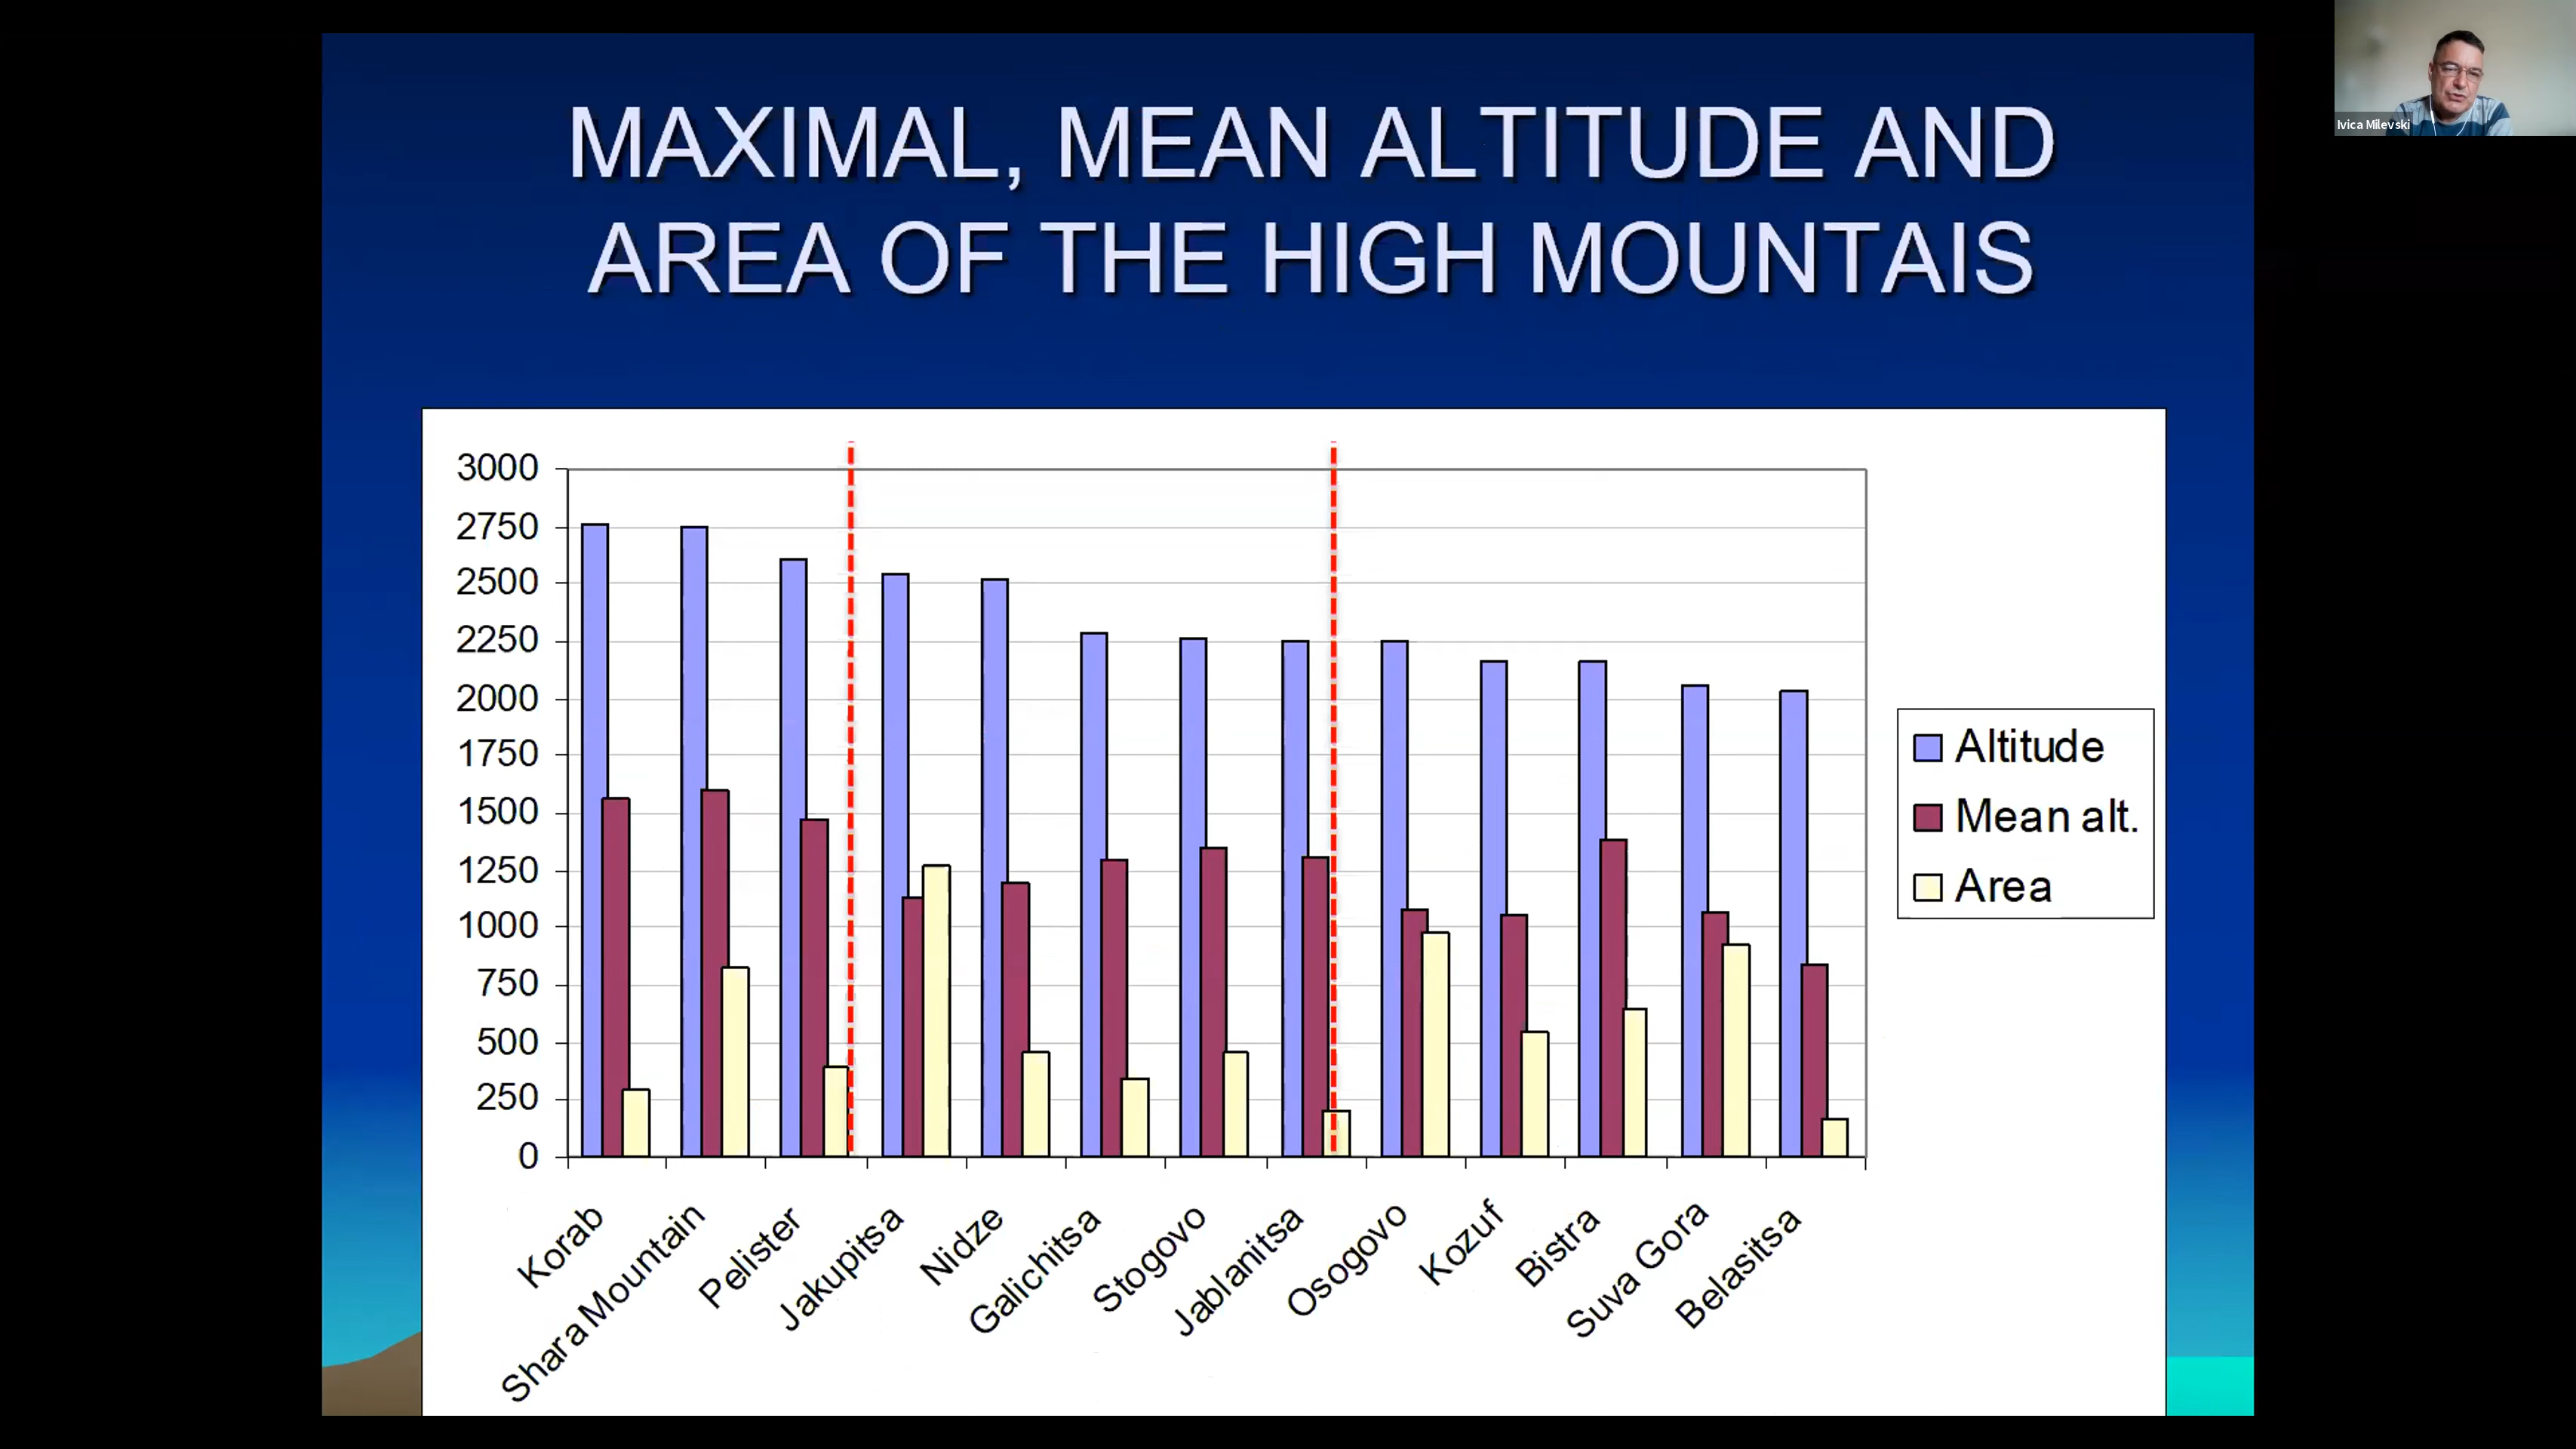 MAXIMAL, MEAN ALTITUDE AND
AREA OF THE HIGH MOUNTAIS
Ivica Milevski
3000
2750
2500
2250
2000
1750
1500
1250
1000
750
500
250
0
Altitude
Mean alt.
Area
Korab
Shara Mountain
Pelister
Jakupitsa
Nidze
Galichitsa
Stogovo
Jablanitsa
Osogovo
Kozuf
Bistra
Suva Gora
Belasitsa